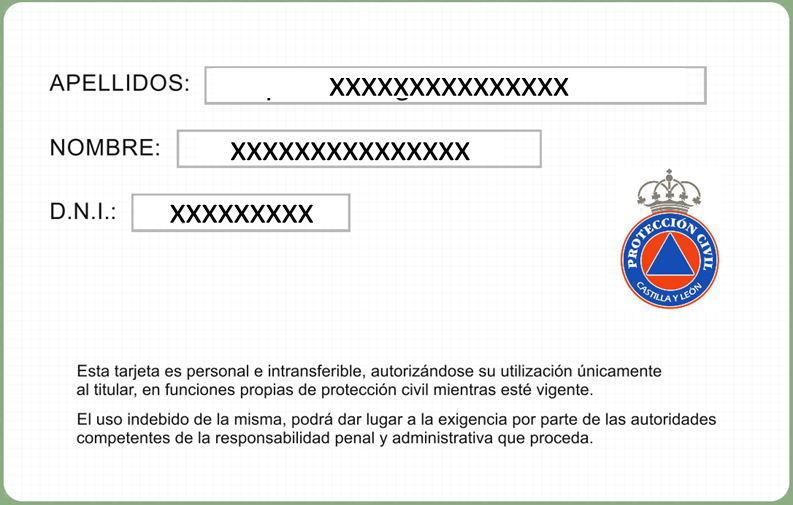 APELLIDOS: XXXXXXXXXXXXXXX
NOMBRE: XXXXXXXXXXXXXXX
D.N.I.: XXXXXXXXX
PROTECCIÓN CIVIL
CASTILLA Y LEÓN
Esta tarjeta es personal e intransferible, autorizándose su utilización únicamente
al titular, en funciones propias de protección civil mientras esté vigente.
El uso indebido de la misma, podrá dar lugar a la exigencia por parte de las autoridades
competentes de la responsabilidad penal y administrativa que proceda.